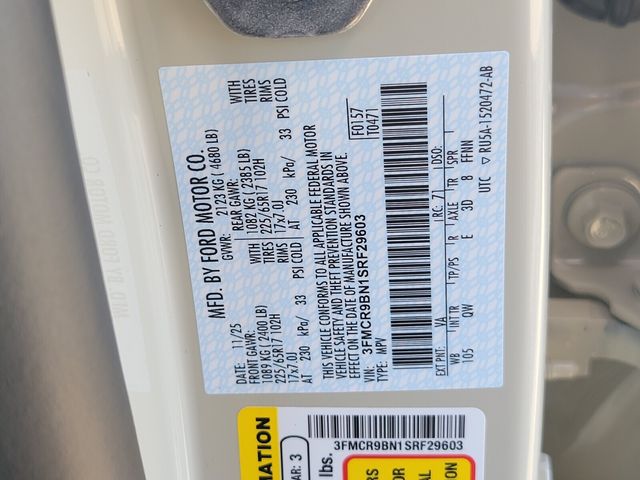 MFD. BY FORD MOTOR CO.
DATE: 11/25
GVWR: 2123 KG ( 4680 LB)
FRONT GAWR: 1089 KG ( 2400 LB)
225/65R17 102H
17x7.0J
AT 230 kPa/ 33 PSI COLD
WITH
TIRES
RIMS
REAR GAWR: 1082 KG ( 2385 LB)
225/65R17 102H
17x7.0J
AT 230 kPa/ 33 PSI COLD
WITH
TIRES
RIMS
THIS VEHICLE CONFORMS TO ALL APPLICABLE FEDERAL MOTOR
VEHICLE SAFETY AND THEFT PREVENTION STANDARDS IN
EFFECT ON THE DATE OF MANUFACTURE SHOWN ABOVE.
VIN: 3FMCR9BN1SRF29603
TYPE: MPV
F0157
T0471
EXT PNT: VA RC: 71 DSO:
WB INT TR TP/PS R AXLE TR SPR
105 QW E 3D 8 FFNN
UTC ▽ RU5A-1520472-AB
3FMCR9BN1SRF29603
AR: 3
lbs.